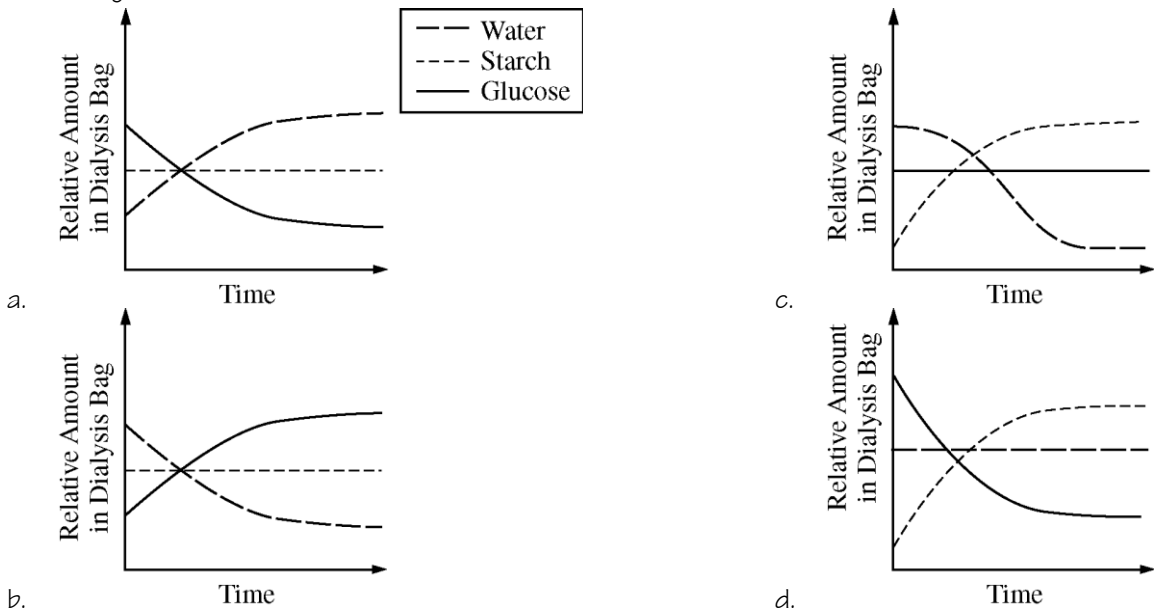 Relative Amount
in Dialysis Bag
Time
a.
Water
Starch
Glucose
Relative Amount
in Dialysis Bag
Time
c.
Relative Amount
in Dialysis Bag
Time
b.
Relative Amount
in Dialysis Bag
Time
d.